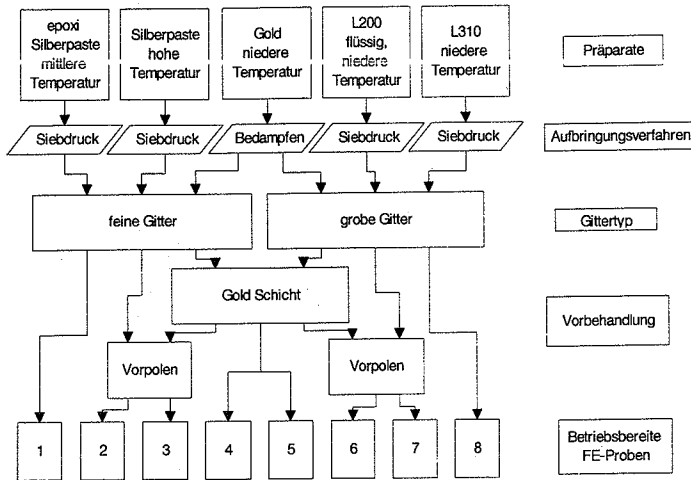 epoxi
Silberpaste
mittlere
Temperatur
Silberpaste
hohe
Temperatur
Gold
niedere
Temperatur
L200
flüssig,
niedere
Temperatur
L310
niedere
Temperatur
Präparate
Siebdruck
Siebdruck
Bedampfen
Siebdruck
Siebdruck
Aufbringungsverfahren
feine Gitter
grobe Gitter
Gittertyp
Gold Schicht
Vorbehandlung
Vorpolen
Vorpolen
1
2
3
4
5
6
7
8
Betriebsbereite
FE-Proben